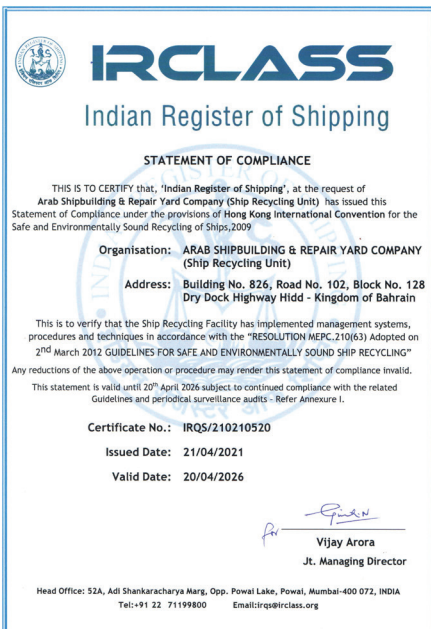 IRCLASS
Indian Register of Shipping
STATEMENT OF COMPLIANCE
THIS IS TO CERTIFY that, 'Indian Register of Shipping', at the request of
Arab Shipbuilding & Repair Yard Company (Ship Recycling Unit) has issued this
Statement of Compliance under the provisions of Hong Kong International Convention for the
Safe and Environmentally Sound Recycling of Ships,2009
Organisation: ARAB SHIPBUILDING & REPAIR YARD COMPANY
(Ship Recycling Unit)
Address: Building No. 826, Road No. 102, Block No. 128
Dry Dock Highway Hidd - Kingdom of Bahrain
This is to verify that the Ship Recycling Facility has implemented management systems,
procedures and techniques in accordance with the "RESOLUTION MEPC.210(63) Adopted on
2nd March 2012 GUIDELINES FOR SAFE AND ENVIRONMENTALLY SOUND SHIP RECYCLING"
Any reductions of the above operation or procedure may render this statement of compliance invalid.
This statement is valid until 20th April 2026 subject to continued compliance with the related
Guidelines and periodical surveillance audits - Refer Annexure I.
Certificate No.: IRQS/210210520
Issued Date: 21/04/2021
Valid Date: 20/04/2026
for
Vijay Arora
Jt. Managing Director
Head Office: 52A, Adi Shankaracharya Marg, Opp. Powai Lake, Powai, Mumbai-400 072, INDIA
Tel:+91 22 71199800 Email:irqs@irclass.org